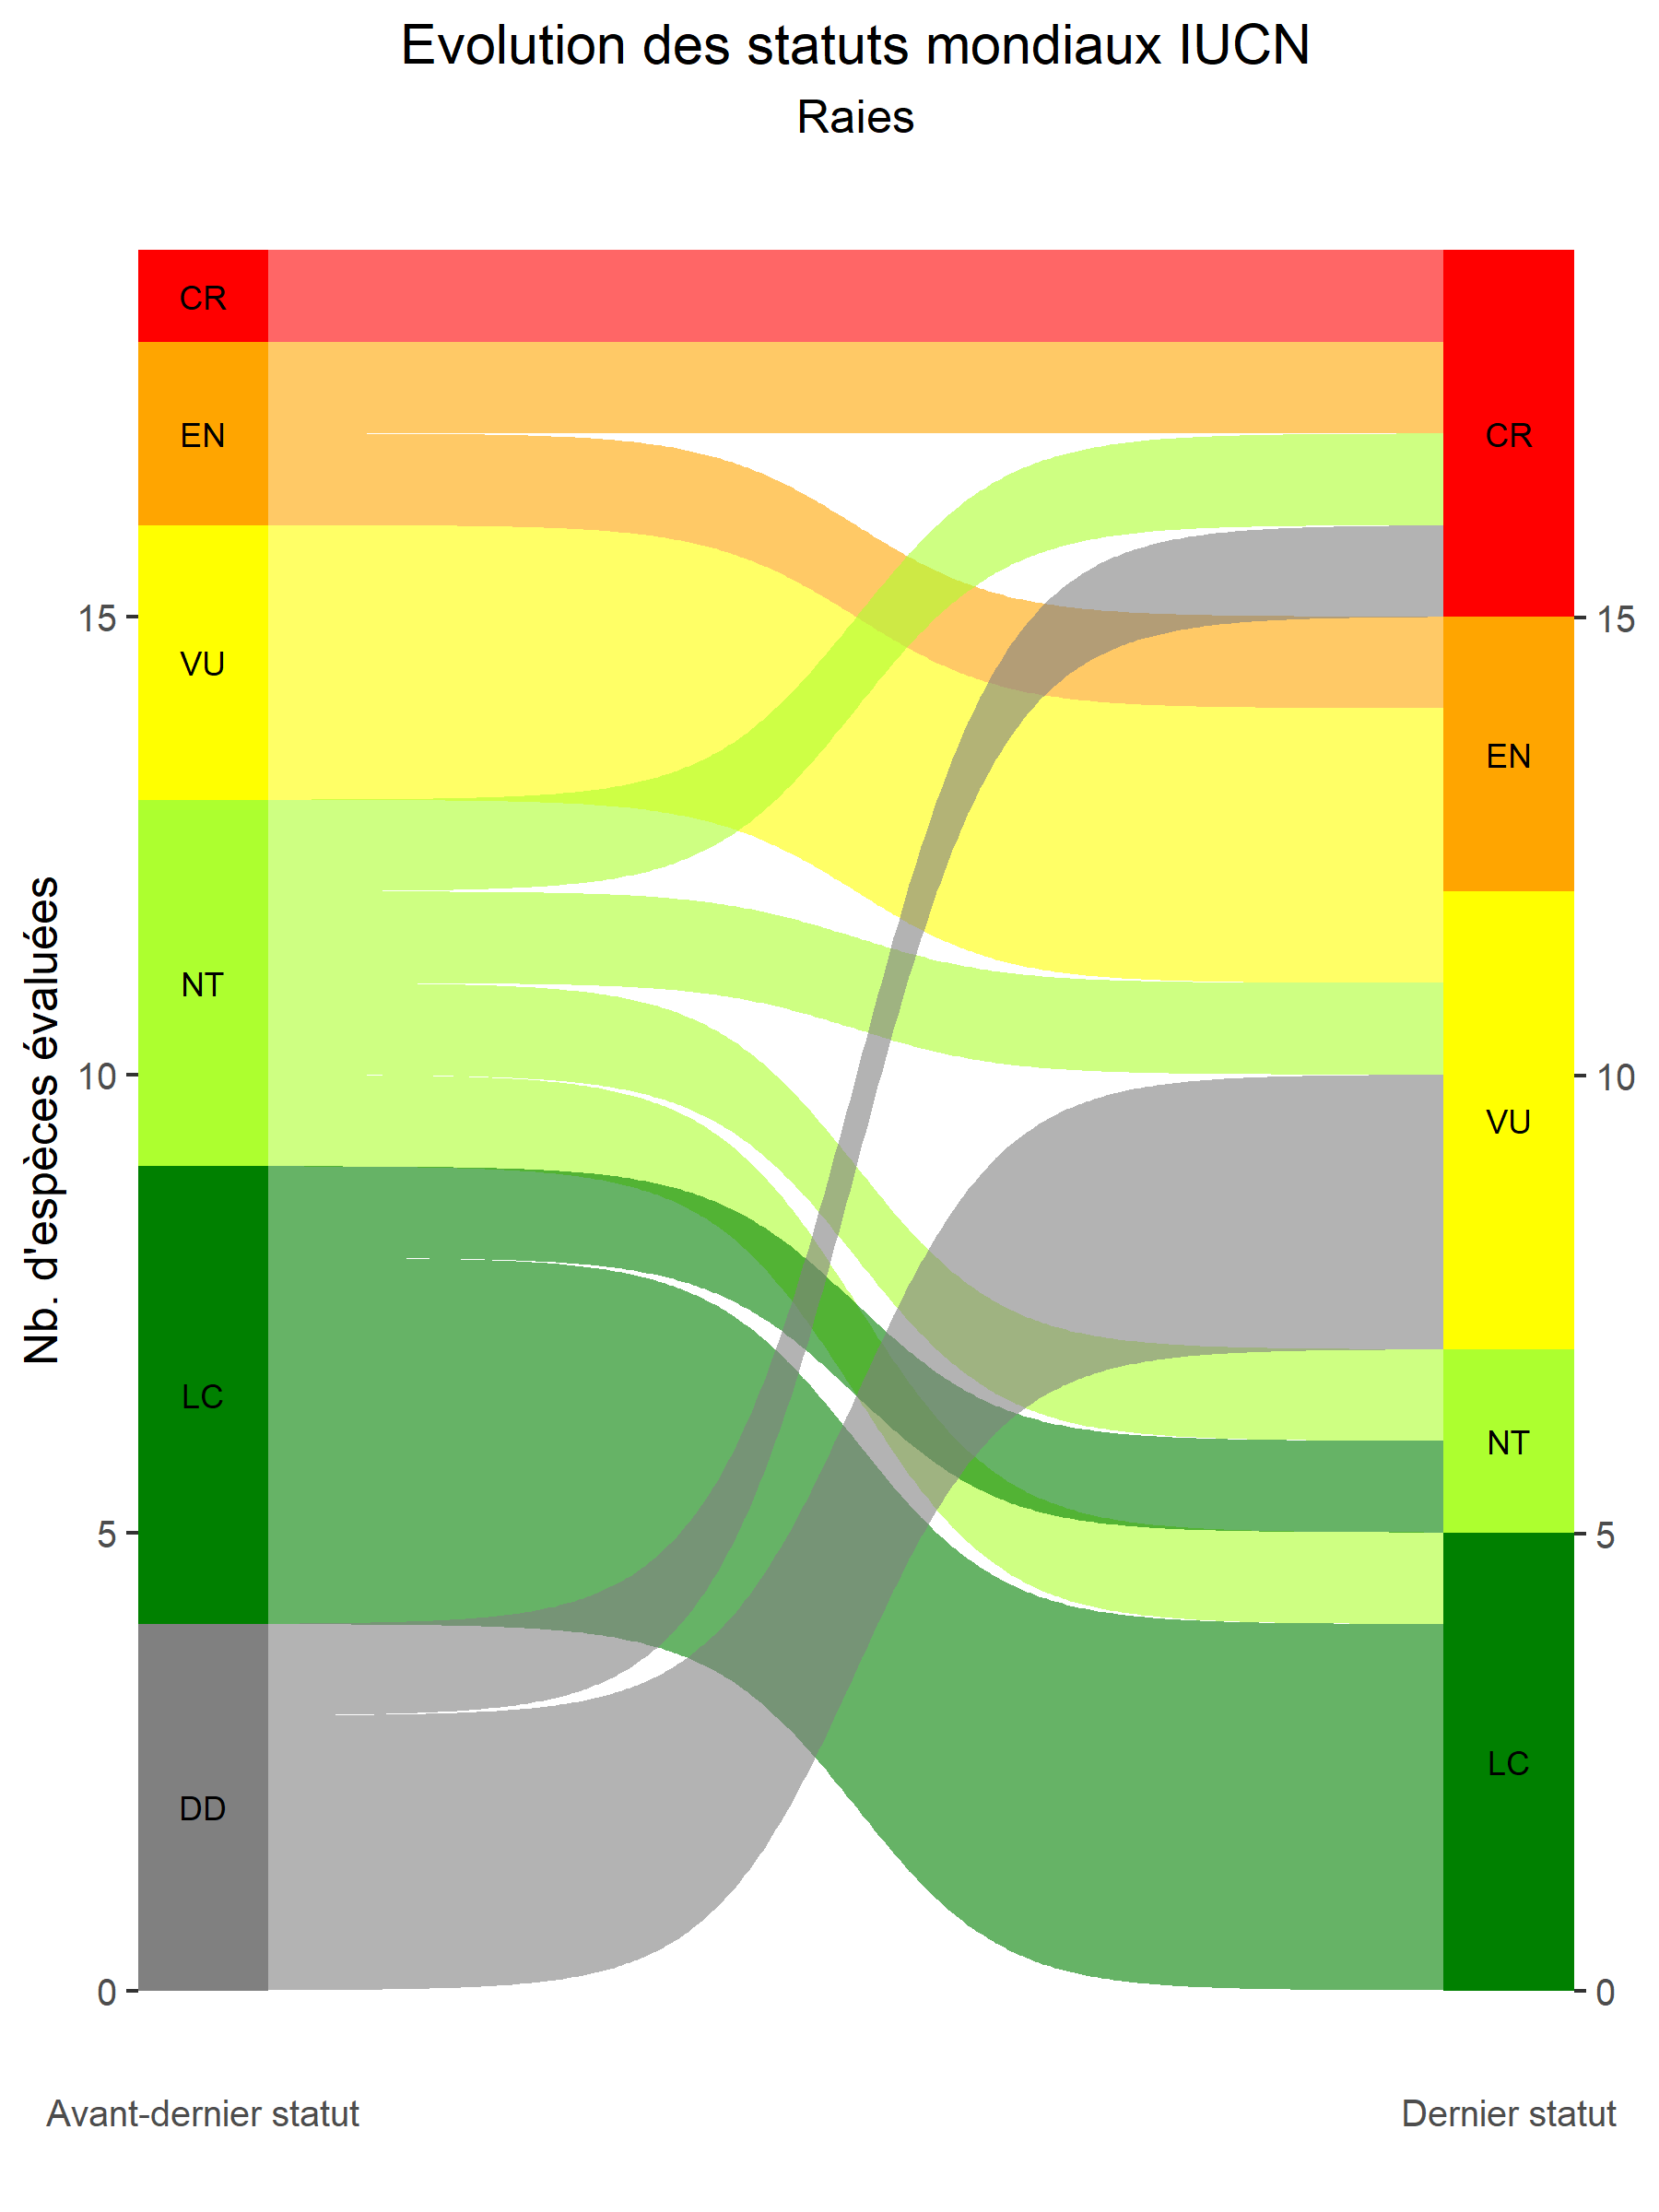 Evolution des statuts mondiaux IUCN
Raies
Nb. d'espèces évaluées
CR
EN
VU
NT
LC
DD
15
10
5
0
CR
EN
VU
NT
LC
15
10
5
0
Avant-dernier statut
Dernier statut